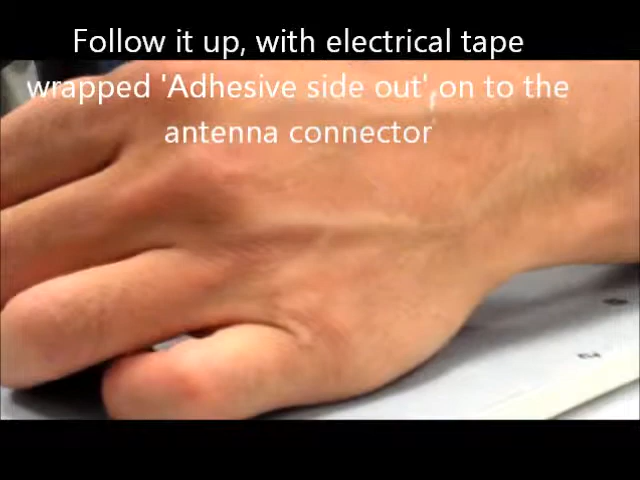 Follow it up, with electrical tape
wrapped 'Adhesive side out', on to the
antenna connector